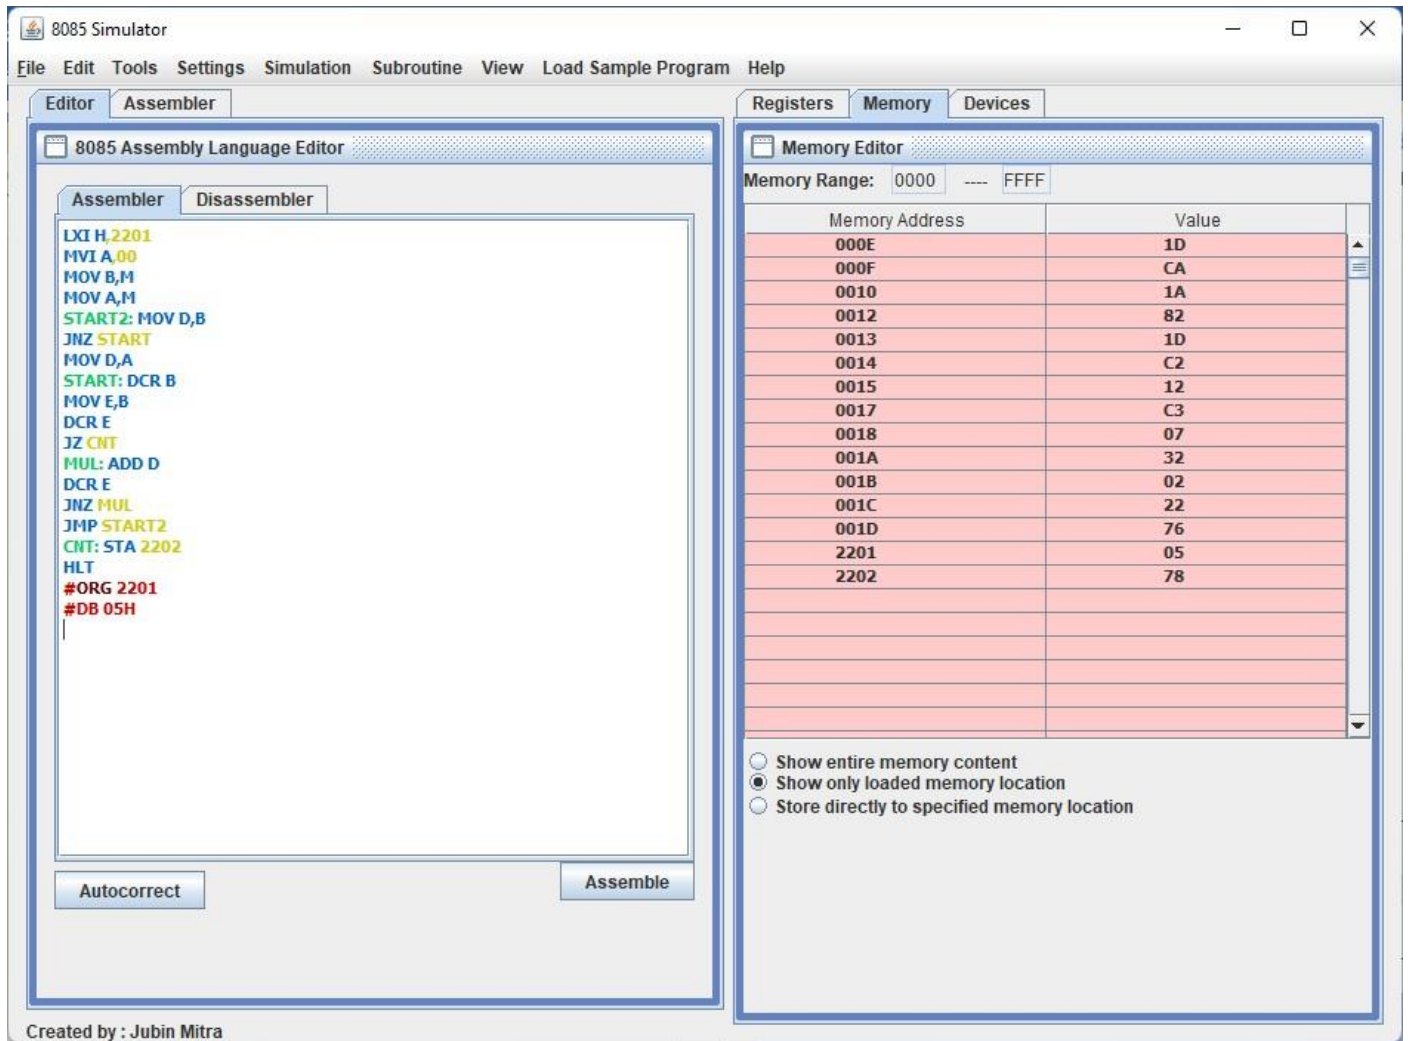 8085 Simulator
File Edit Tools Settings Simulation Subroutine View Load Sample Program Help
Editor Assembler
8085 Assembly Language Editor
Assembler Disassembler
LXI H,2201
MVI A,00
MOV B,M
MOV A,M
START2: MOV D,B
JNZ START
MOV D,A
START: DCR B
MOV E,B
DCR E
JZ CNT
MUL: ADD D
DCR E
JNZ MUL
JMP START2
CNT: STA 2202
HLT
#ORG 2201
#DB 05H
Autocorrect
Assemble
Registers Memory Devices
Memory Editor
Memory Range: 0000 ---- FFFF
Memory Address Value
000E 1D
000F CA
0010 1A
0012 82
0013 1D
0014 C2
0015 12
0017 C3
0018 07
001A 32
001B 02
001C 22
001D 76
2201 05
2202 78
Show entire memory content
Show only loaded memory location
Store directly to specified memory location
Created by : Jubin Mitra